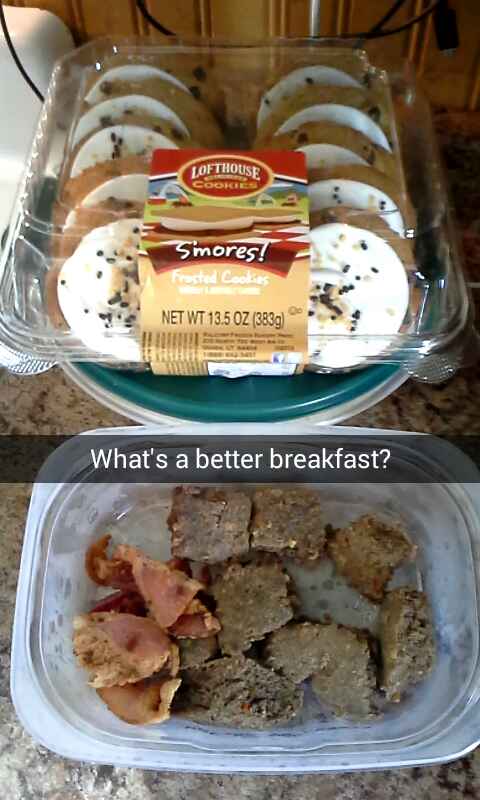 LOFTHOUSE
COOKIES
S'mores!
Frosted Cookies
NET WT 13.5 OZ (383g)
What's a better breakfast?